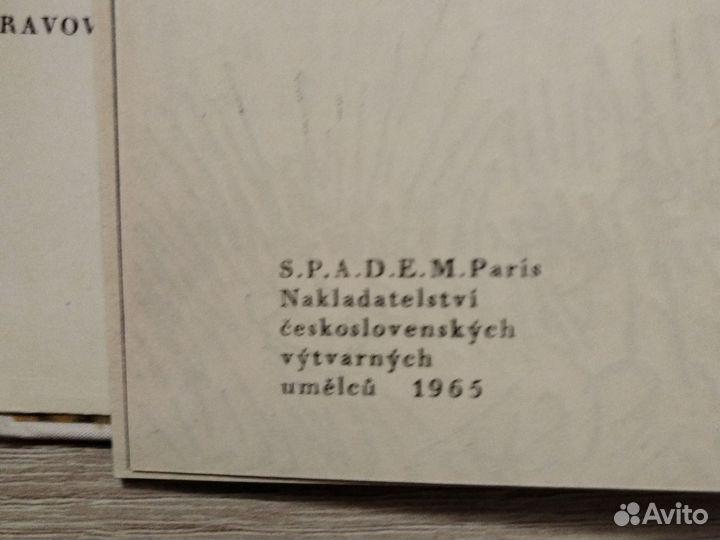 RAVOV
S.P.A.D.E.M. Paris
Nakladatelství
československých
výtvarných
umělců 1965
Avito